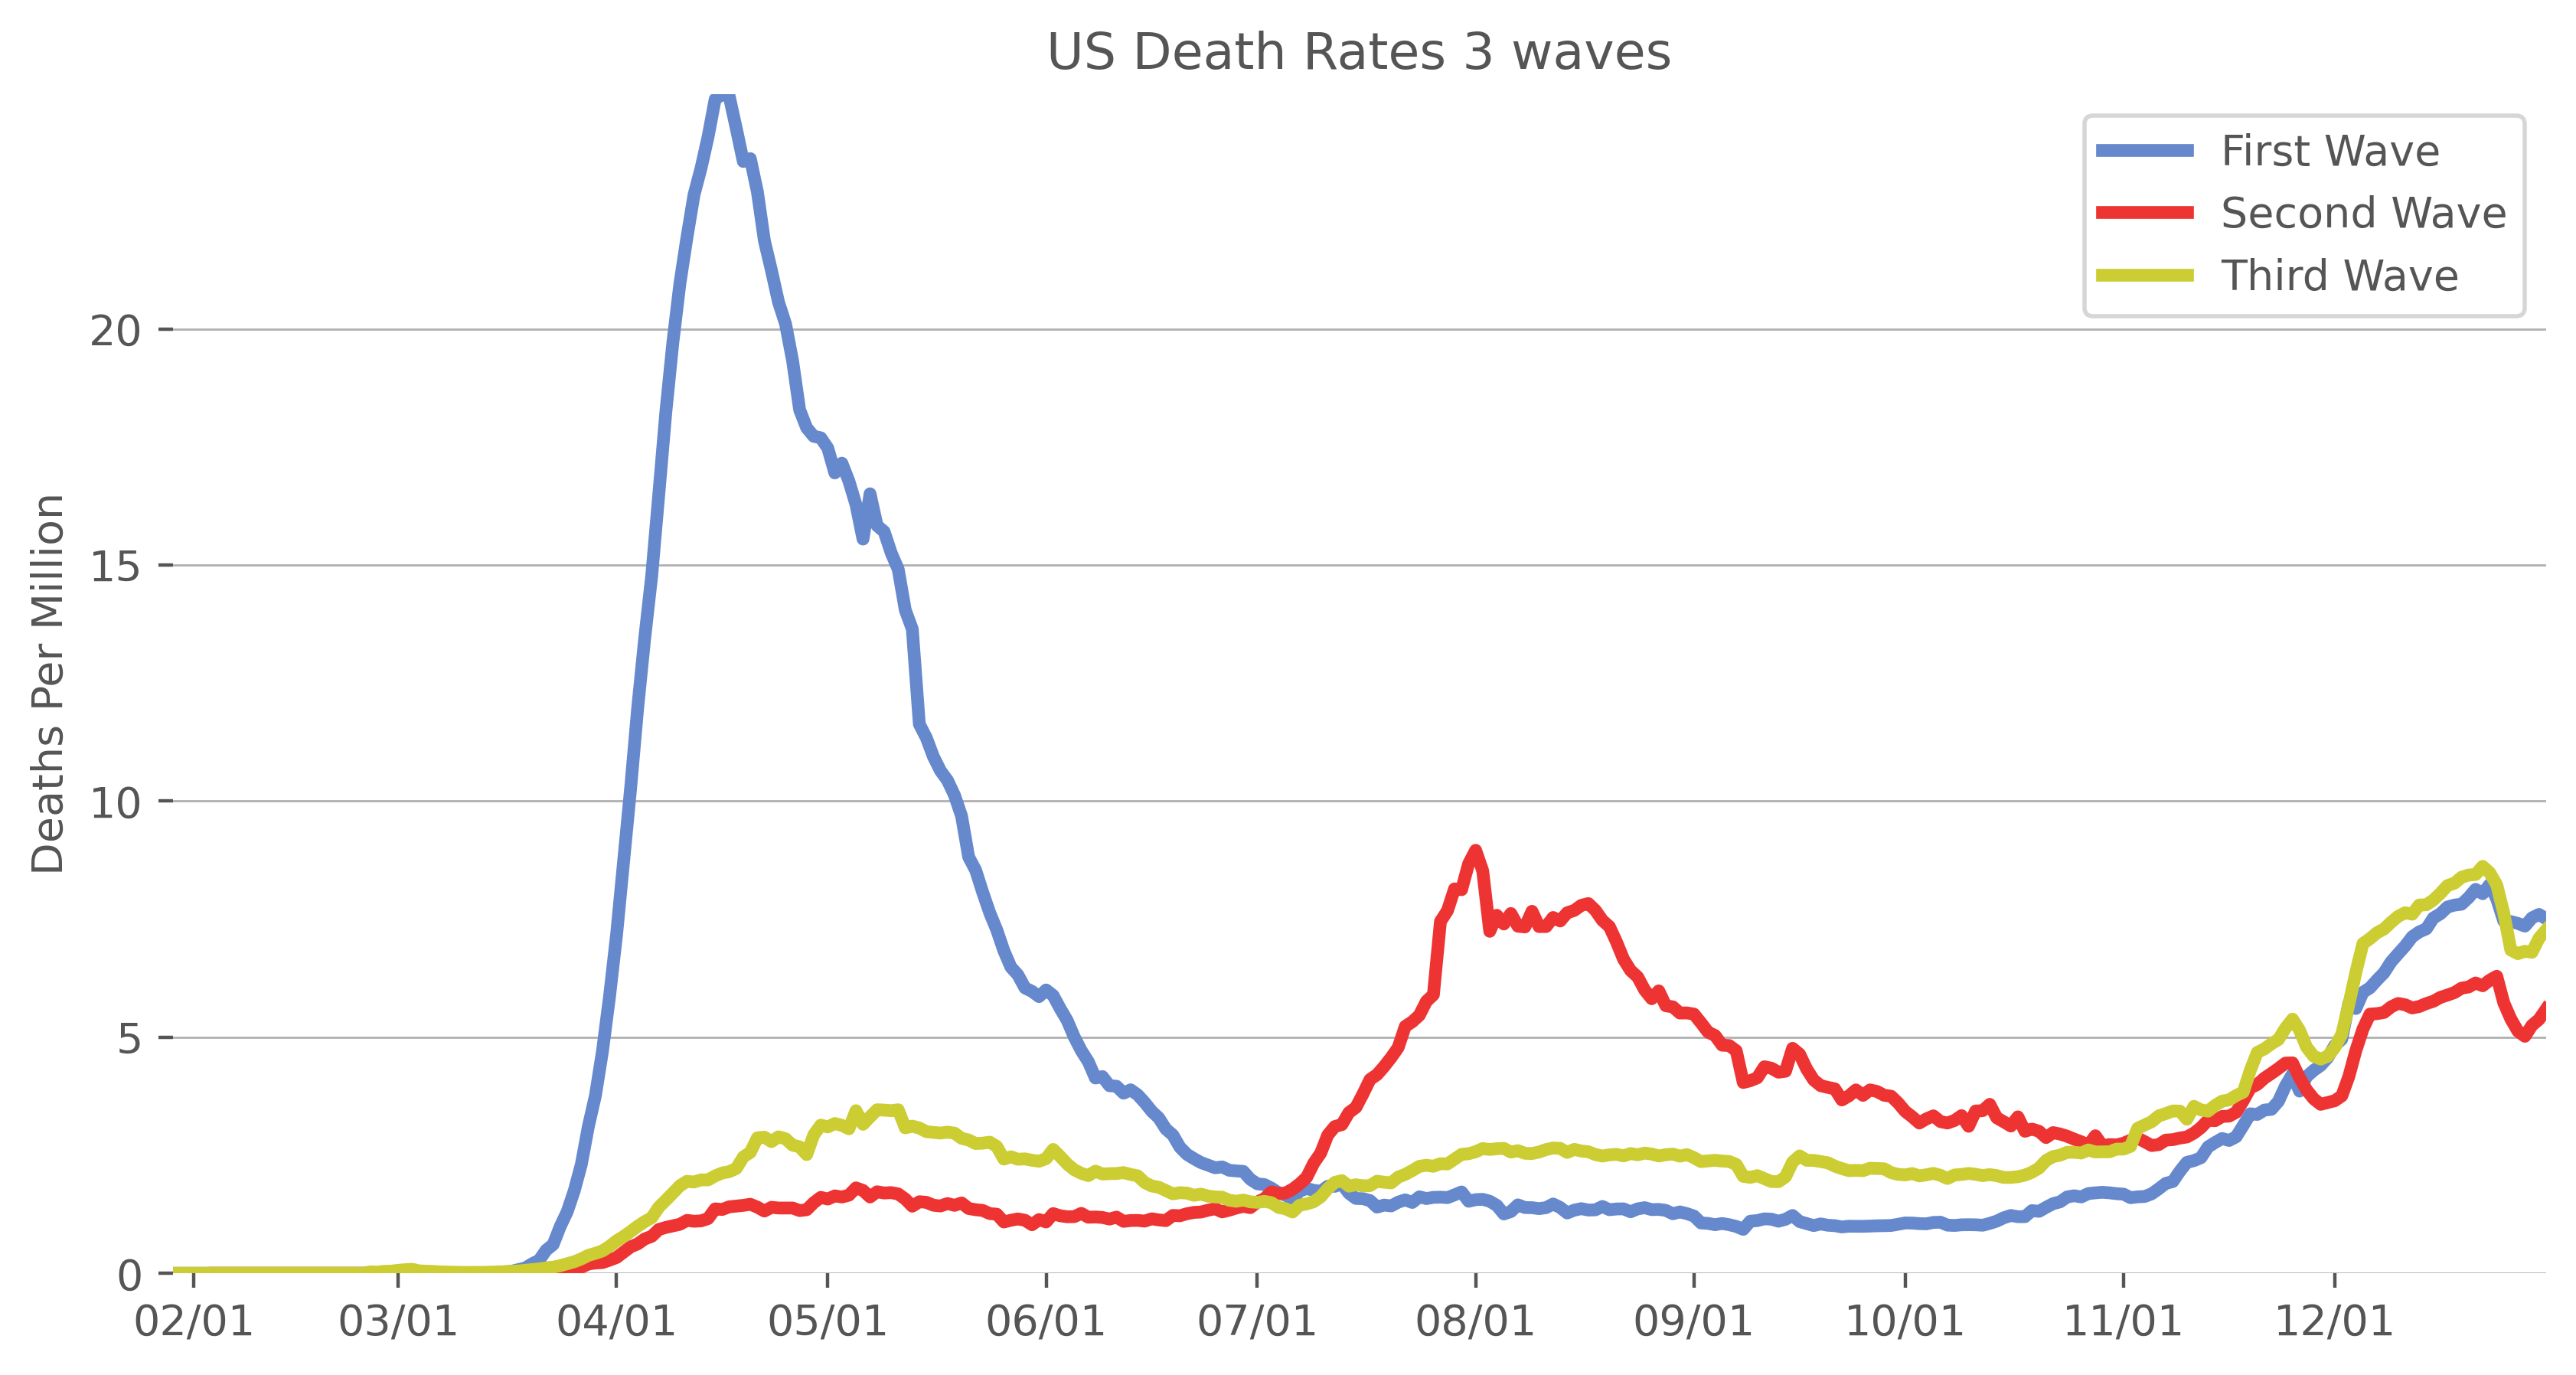 US Death Rates 3 waves
First Wave
Second Wave
Third Wave
Deaths Per Million
20
15
10
5
0
02/01 03/01 04/01 05/01 06/01 07/01 08/01 09/01 10/01 11/01 12/01